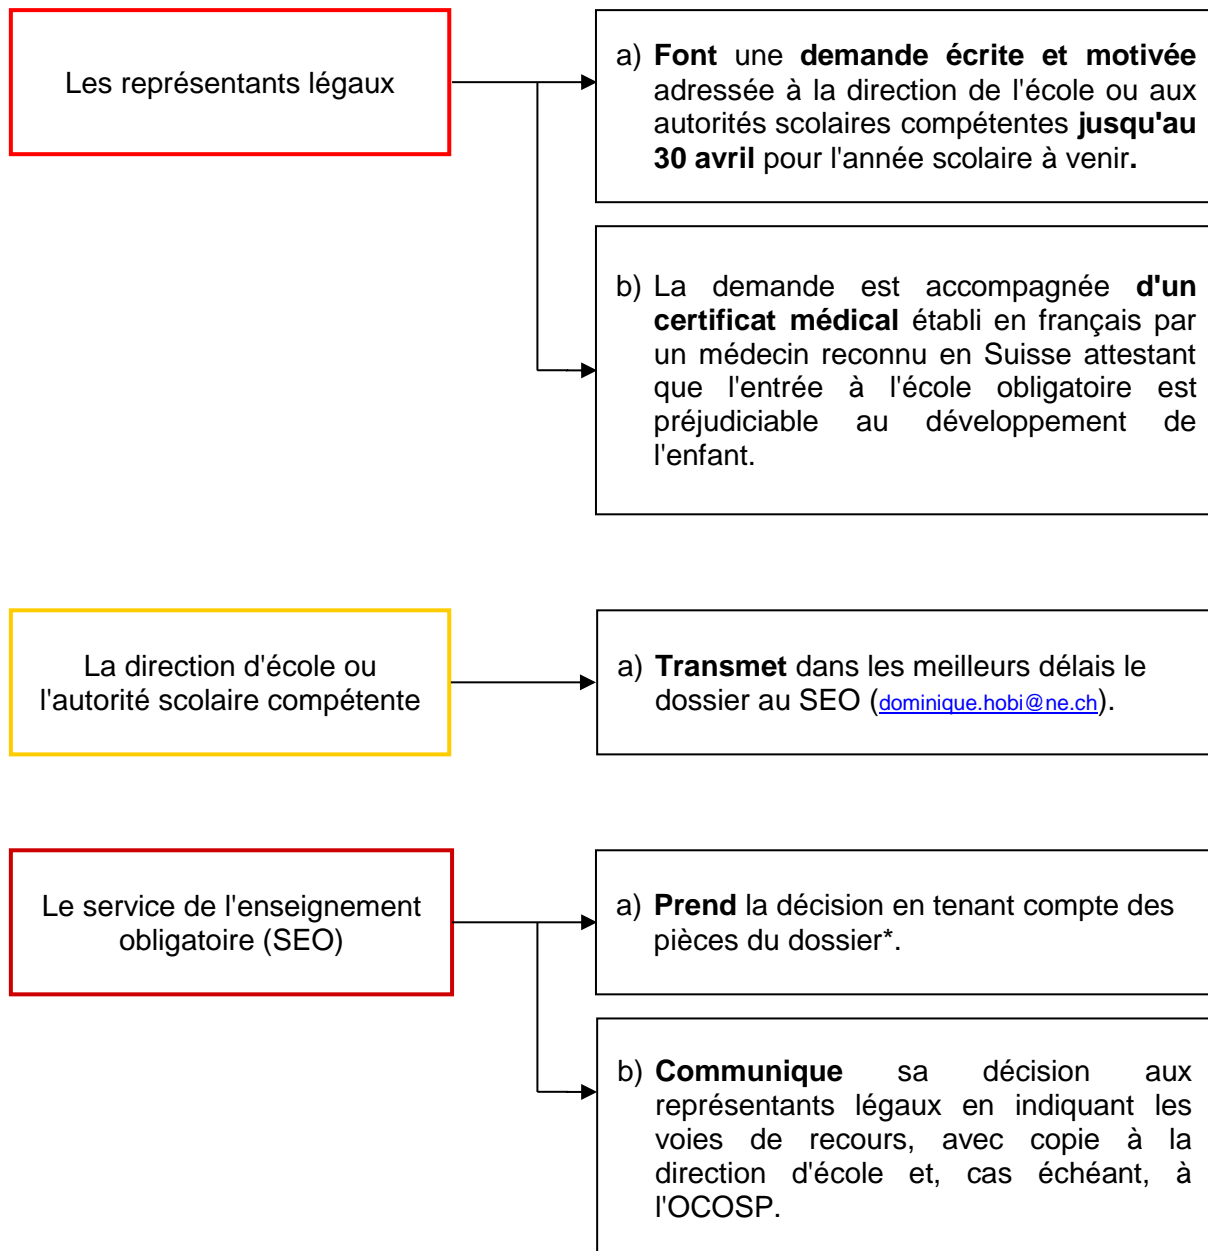 Les représentants légaux
a) Font une demande écrite et motivée
adressée à la direction de l'école ou aux
autorités scolaires compétentes jusqu'au
30 avril pour l'année scolaire à venir.
b) La demande est accompagnée d'un
certificat médical établi en français par
un médecin reconnu en Suisse attestant
que l'entrée à l'école obligatoire est
préjudiciable au développement de
l'enfant.
La direction d'école ou
l'autorité scolaire compétente
a) Transmet dans les meilleurs délais le
dossier au SEO (dominique.hobi@ne.ch).
Le service de l'enseignement
obligatoire (SEO)
a) Prend la décision en tenant compte des
pièces du dossier*.
b) Communique sa décision aux
représentants légaux en indiquant les
voies de recours, avec copie à la
direction d'école et, cas échéant, à
l'OCOSP.